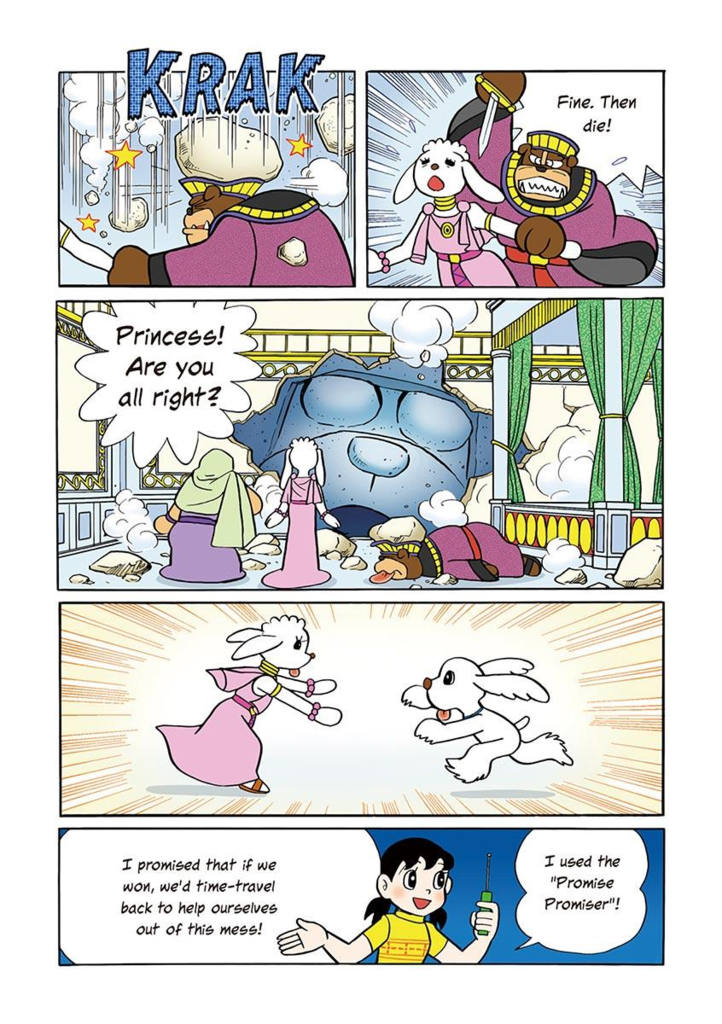 Fine. Then
die!
KRAK
Princess!
Are you
all right?
I used the
"Promise
Promiser"!
I promised that if we
won, we'd time-travel
back to help ourselves
out of this mess!